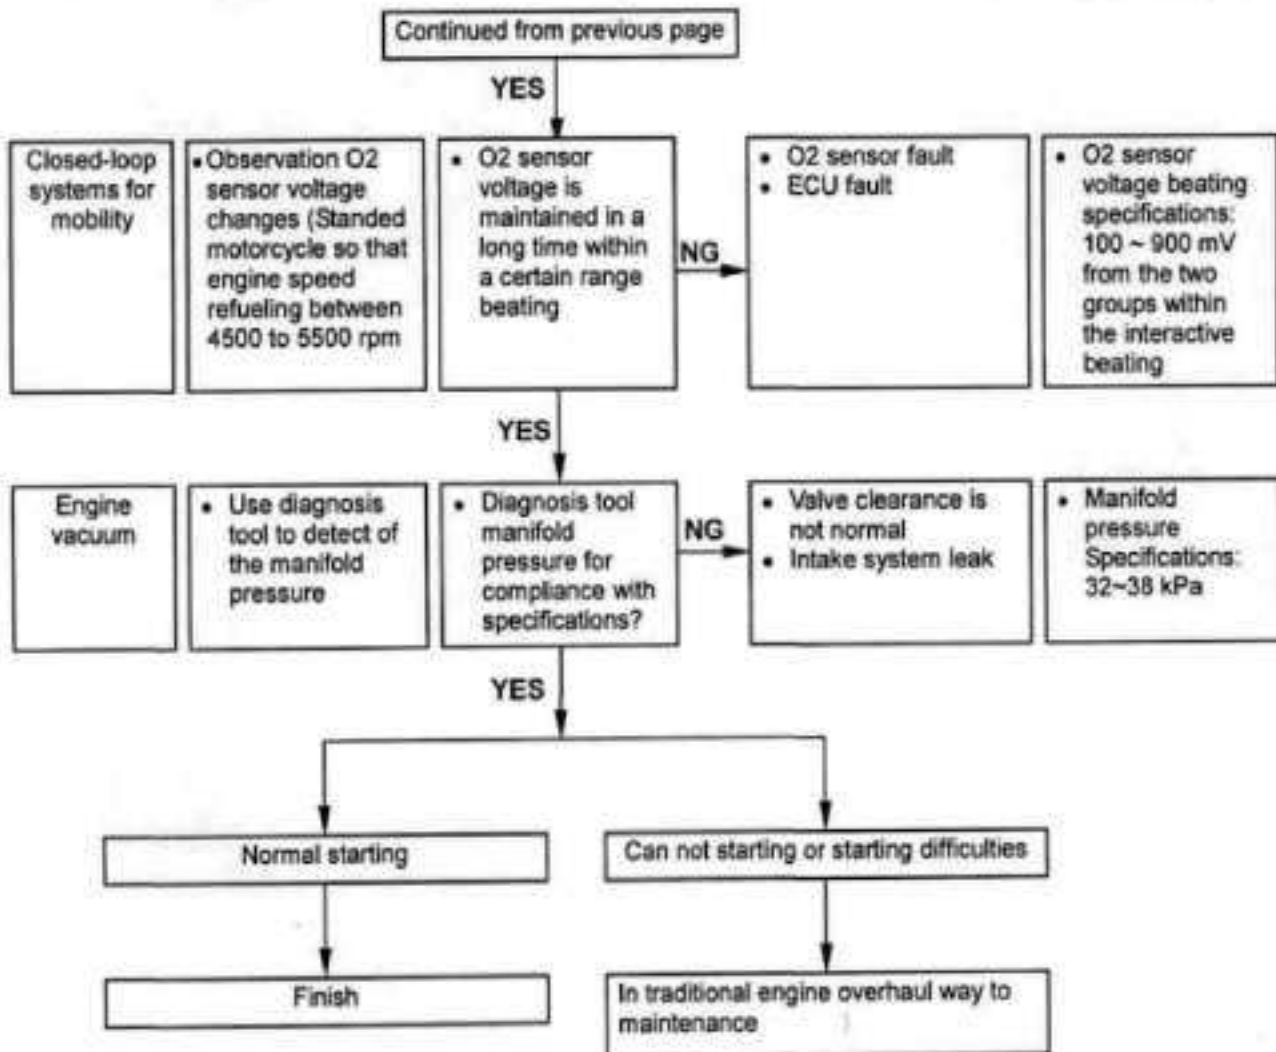 Continued from previous page
YES
Closed-loop
systems for
mobility
•Observation O2
sensor voltage
changes (Standed
motorcycle so that
engine speed
refueling between
4500 to 5500 rpm
• O2 sensor
voltage is
maintained in a
long time within
a certain range
beating
NG
• O2 sensor fault
• ECU fault
• O2 sensor
voltage beating
specifications:
100 ~ 900 mV
from the two
groups within
the interactive
beating
YES
Engine
vacuum
• Use diagnosis
tool to detect of
the manifold
pressure
• Diagnosis tool
manifold
pressure for
compliance with
specifications?
NG
• Valve clearance is
not normal
• Intake system leak
• Manifold
pressure
Specifications:
32~38 kPa
YES
Normal starting
Can not starting or starting difficulties
Finish
In traditional engine overhaul way to
maintenance